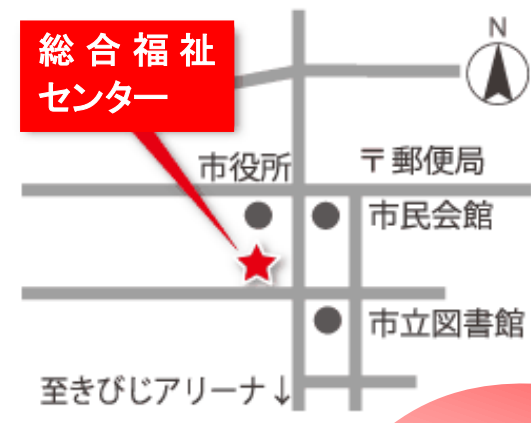 総合福祉
センター
N
市役所
〒郵便局
市民会館
市立図書館
至きびじアリーナ↓